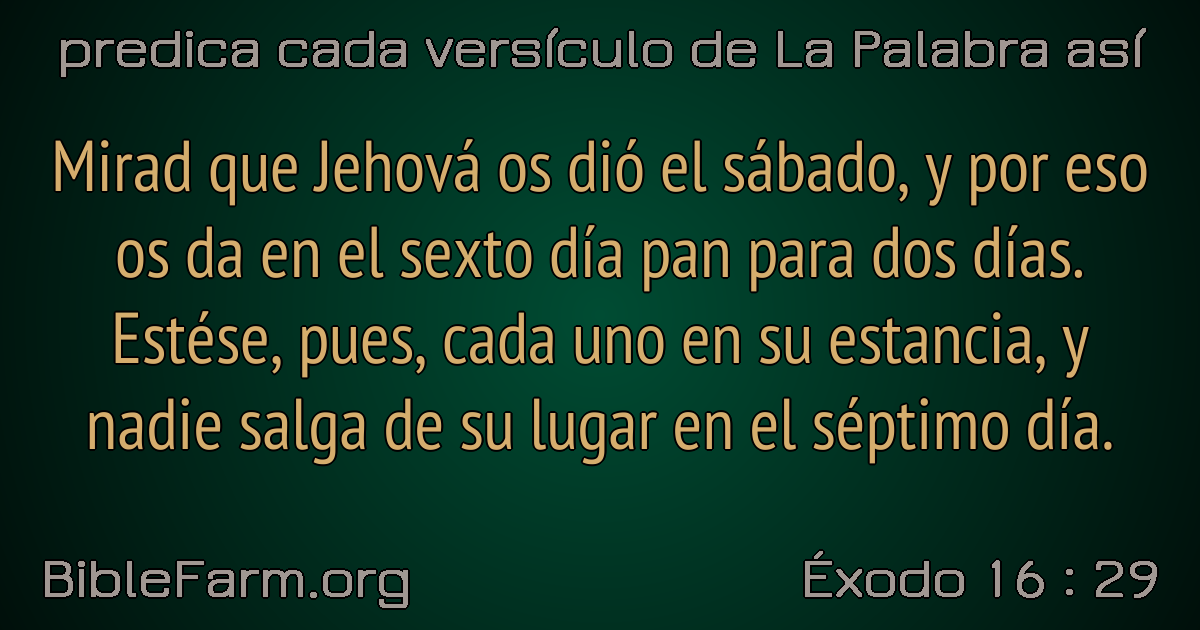 predica cada versículo de La Palabra así
Mirad que Jehová os dió el sábado, y por eso
os da en el sexto día pan para dos días.
Estése, pues, cada uno en su estancia, y
nadie salga de su lugar en el séptimo día.
BibleFarm.org
Éxodo 16 : 29